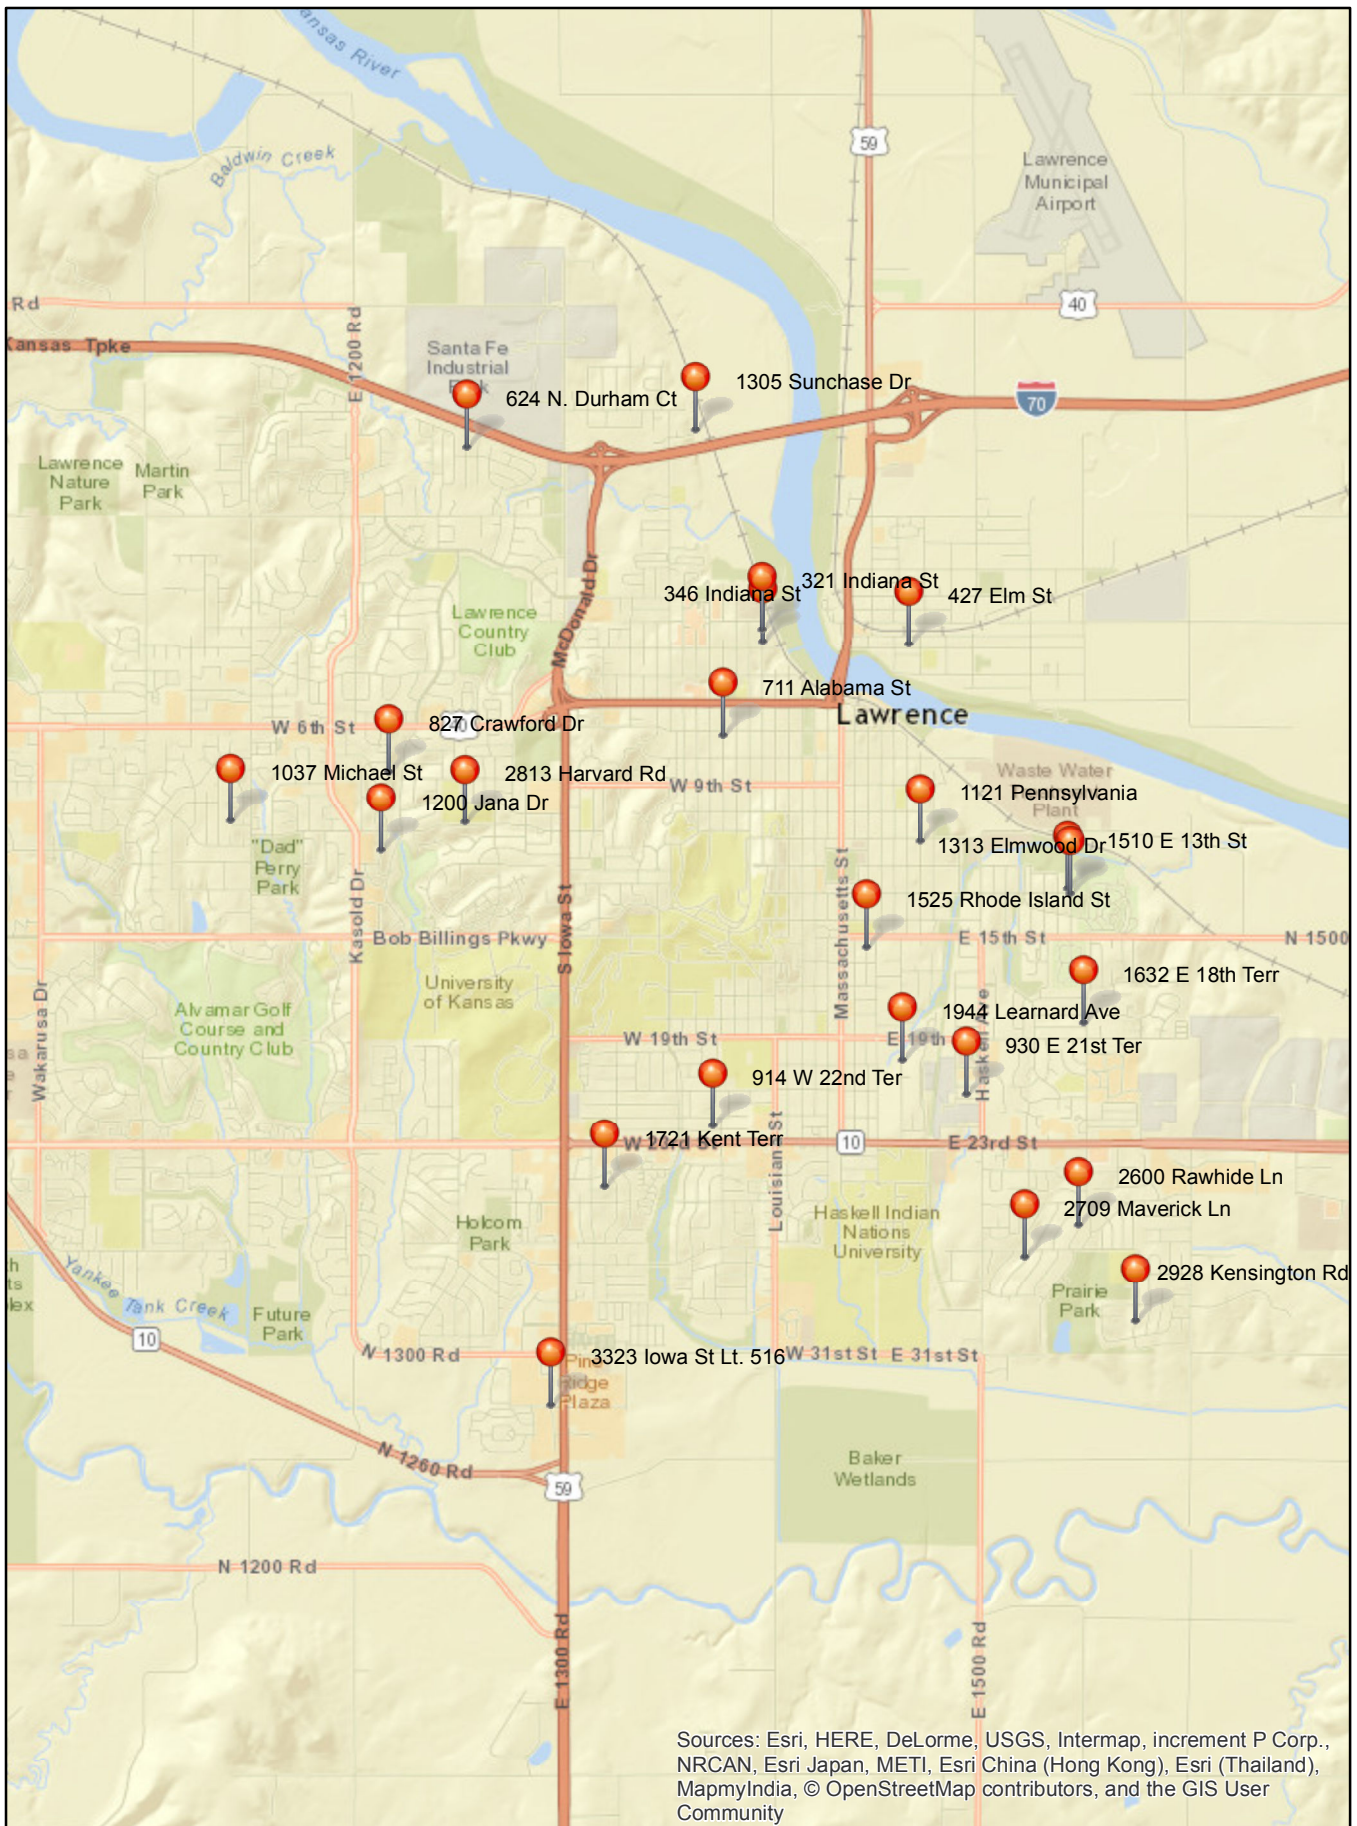 Kansas River
Baldwin Creek
59
Lawrence
Municipal
Airport
Rd
40
Kansas Tpke
E 1200 Rd
Santa Fe
Industrial
1305 Sunchase Dr
624 N. Durham Ct
70
Lawrence
Nature
Park
Martin
Park
McDonald Dr
346 Indiana St
321 Indiana St
427 Elm St
Lawrence
Country
Club
711 Alabama St
Lawrence
W 6th St
827 Crawford Dr
40
1037 Michael St
2813 Harvard Rd
W 9th St
Waste Water
Plant
1200 Jana Dr
1121 Pennsylvania
1313 Elmwood Dr
1510 E 13th St
"Dad"
Perry
Park
Kasold Dr
S Iowa St
Massachusetts St
1525 Rhode Island St
Bob Billings Pkwy
E 15th St
N 1500
University
of Kansas
1632 E 18th Terr
Wakarusa Dr
Alvamar Golf
Course and
Country Club
1944 Learnard Ave
W 19th St
E 19th
930 E 21st Ter
Haskell Ave
914 W 22nd Ter
1721 Kent Terr
W 23rd St
10
E 23rd St
Louisiana St
2600 Rawhide Ln
2709 Maverick Ln
Holcom
Park
Haskell Indian
Nations
University
2928 Kensington Rd
Yankee Tank Creek
Prairie
Park
Future
Park
10
N 1300 Rd
3323 Iowa St Lt. 516
W 31st St
E 31st St
Pine
Ridge
Plaza
N 1260 Rd
Baker
Wetlands
59
N 1200 Rd
E 1300 Rd
E 1500 Rd
Sources: Esri, HERE, DeLorme, USGS, Intermap, increment P Corp.,
NRCAN, Esri Japan, METI, Esri China (Hong Kong), Esri (Thailand),
MapmyIndia, © OpenStreetMap contributors, and the GIS User
Community